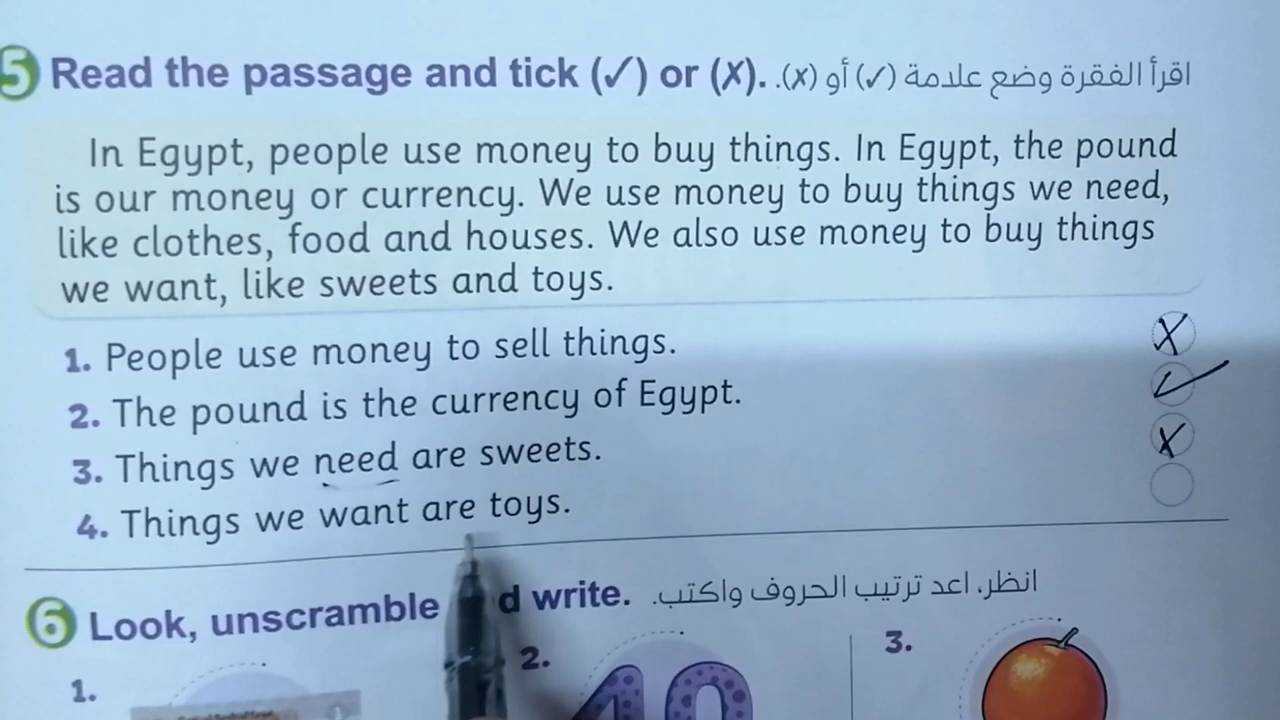 5 Read the passage and tick (✓) or (✗). اقرأ الفقرة وضع علامة (✓) أو (✗).
In Egypt, people use money to buy things. In Egypt, the pound
is our money or currency. We use money to buy things we need,
like clothes, food and houses. We also use money to buy things
we want, like sweets and toys.
1. People use money to sell things. ✗
2. The pound is the currency of Egypt. ✓
3. Things we need are sweets. ✗
4. Things we want are toys.
6 Look, unscramble d write. انظر، اعد ترتيب الحروف واكتب.
1. 2. 3.
10